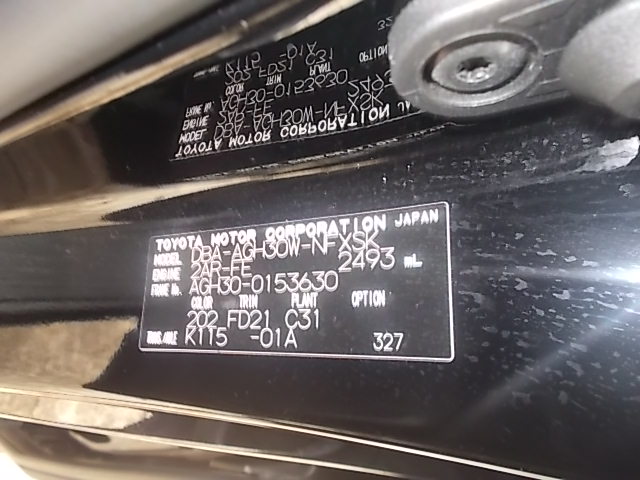 TOYOTA MOTOR CORPORATION JAPAN
MODEL DBA-AGH30W-NFXSK
ENGINE 2AR-FE 2493 mL
FRAME No. AGH30-0153630
COLOR TRIM PLANT OPTION
202 FD21 C31
TRANS./AXLE K115 -01A 327